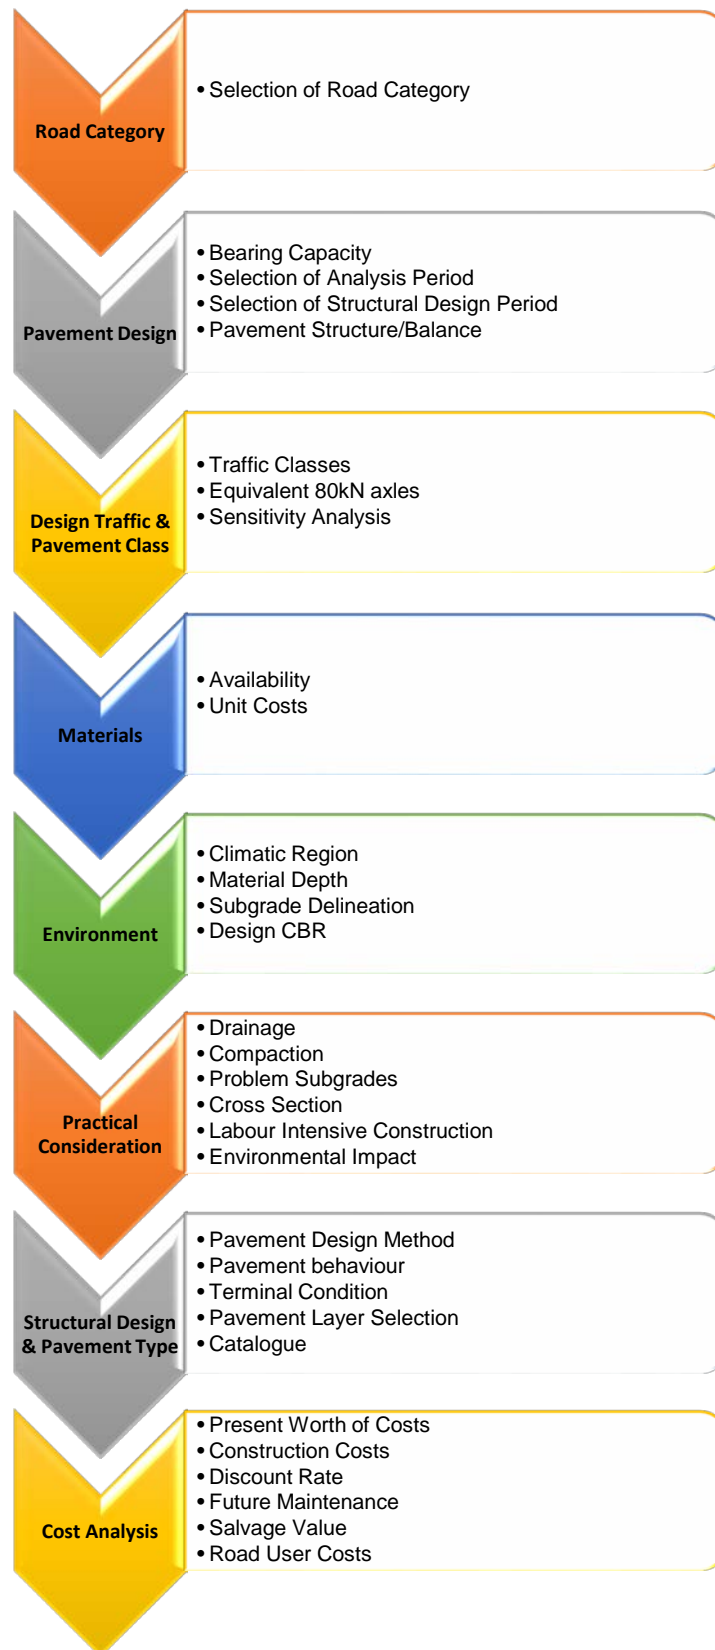 Road Category
• Selection of Road Category
Pavement Design
• Bearing Capacity
• Selection of Analysis Period
• Selection of Structural Design Period
• Pavement Structure/Balance
Design Traffic &
Pavement Class
• Traffic Classes
• Equivalent 80kN axles
• Sensitivity Analysis
Materials
• Availability
• Unit Costs
Environment
• Climatic Region
• Material Depth
• Subgrade Delineation
• Design CBR
Practical
Consideration
• Drainage
• Compaction
• Problem Subgrades
• Cross Section
• Labour Intensive Construction
• Environmental Impact
Structural Design
& Pavement Type
• Pavement Design Method
• Pavement behaviour
• Terminal Condition
• Pavement Layer Selection
• Catalogue
Cost Analysis
• Present Worth of Costs
• Construction Costs
• Discount Rate
• Future Maintenance
• Salvage Value
• Road User Costs